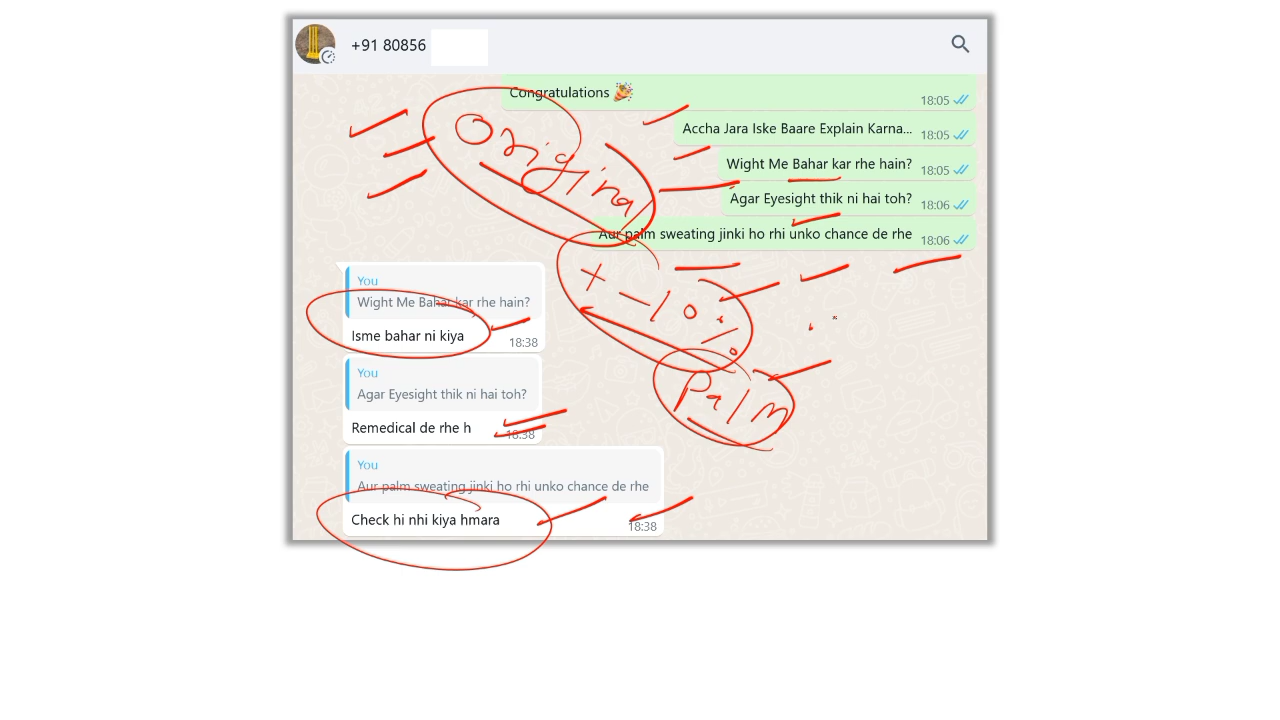 +91 80856
Congratulations 🎉
18:05
Accha Jara Iske Baare Explain Karna...
18:05
Wight Me Bahar kar rhe hain?
18:05
Agar Eyesight thik ni hai toh?
18:06
Aur palm sweating jinki ho rhi unko chance de rhe
18:06
Original
+ -10%
Palm
You
Wight Me Bahar kar rhe hain?
Isme bahar ni kiya
18:38
You
Agar Eyesight thik ni hai toh?
Remedical de rhe h
18:38
You
Aur palm sweating jinki ho rhi unko chance de rhe
Check hi nhi kiya hmara
18:38